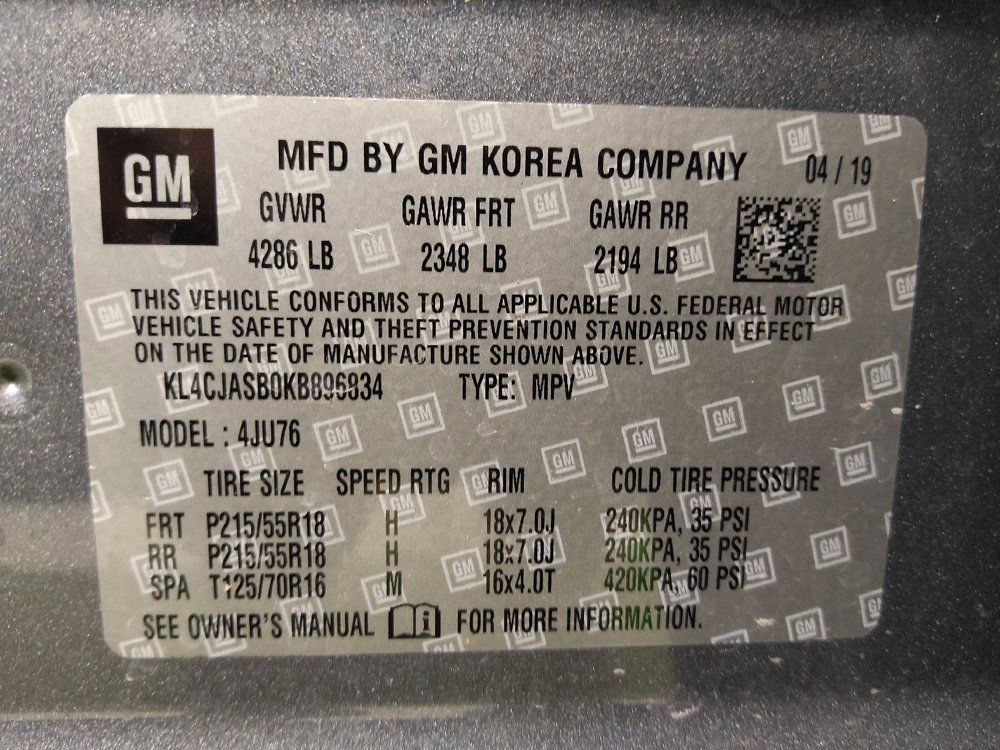 GM
MFD BY GM KOREA COMPANY 04 / 19
GVWR GAWR FRT GAWR RR
4286 LB 2348 LB 2194 LB
THIS VEHICLE CONFORMS TO ALL APPLICABLE U.S. FEDERAL MOTOR
VEHICLE SAFETY AND THEFT PREVENTION STANDARDS IN EFFECT
ON THE DATE OF MANUFACTURE SHOWN ABOVE.
KL4CJASB0KB896934 TYPE: MPV
MODEL : 4JU76
TIRE SIZE SPEED RTG RIM COLD TIRE PRESSURE
FRT P215/55R18 H 18x7.0J 240KPA, 35 PSI
RR P215/55R18 H 18x7.0J 240KPA, 35 PSI
SPA T125/70R16 M 16x4.0T 420KPA, 60 PSI
SEE OWNER'S MANUAL FOR MORE INFORMATION.